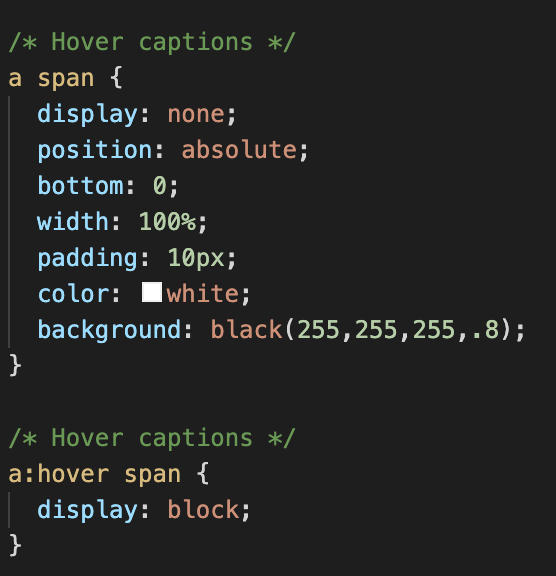 /* Hover captions */
a span {
  display: none;
  position: absolute;
  bottom: 0;
  width: 100%;
  padding: 10px;
  color: white;
  background: black(255,255,255,.8);
}

/* Hover captions */
a:hover span {
  display: block;
}